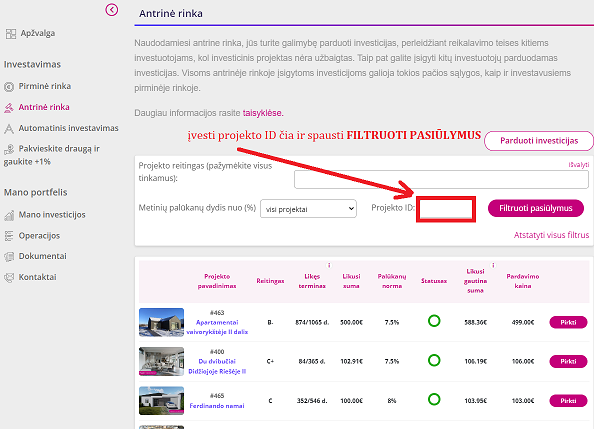 Antrinė rinka
Apžvalga
Investavimas
Pirminė rinka
Antrinė rinka
Automatinis investavimas
Pakvieskite draugą ir
gaukite +1%
Mano portfelis
Mano investicijos
Operacijos
Dokumentai
Kontaktai
Naudodamiesi antrine rinka, jūs turite galimybę parduoti investicijas, perleidžiant reikalavimo teises kitiems
investuotojams, kol investicinis projektas nėra užbaigtas. Taip pat galite įsigyti kitų investuotojų parduodamas
investicijas. Visoms antrinėje rinkoje įsigytoms investicijoms galioja tokios pačios sąlygos, kaip ir investavusiems
pirminėje rinkoje.
Daugiau informacijos rasite taisyklėse.
įvesti projekto ID čia ir spausti FILTRUOTI PASIŪLYMUS
Parduoti investicijas
Projekto reitingas (pažymėkite visus
tinkamus):
Išvalyti
Metinių palūkanų dydis nuo (%) visi projektai Projekto ID: Filtruoti pasiūlymus
Atstatyti visus filtrus
Projekto pavadinimas Reitingas Likęs terminas Likusi suma Palūkanų norma Statusas Likusi gautina suma Pardavimo kaina
#463
Apartamentai
vaivorykštėje II dalis B- 874/1065 d. 500.00€ 7.5% 588.36€ 499.00€ Pirkti
#400
Du dvibučiai
Didžiojoje Riešėje II C+ 84/365 d. 102.91€ 7.5% 106.19€ 106.00€ Pirkti
#465
Ferdinando namai C 352/546 d. 100.00€ 8% 103.95€ 103.00€ Pirkti